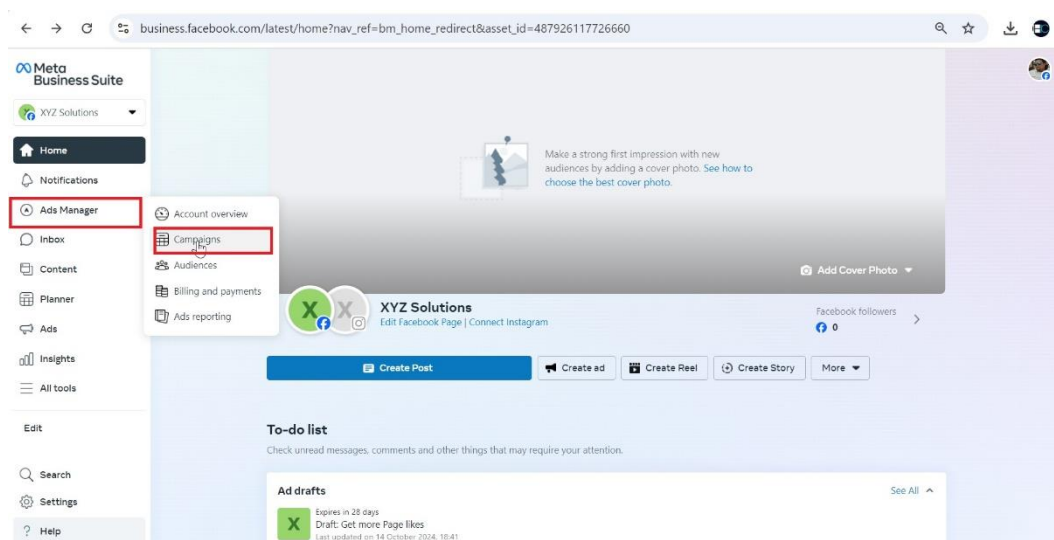 business.facebook.com/latest/home?nav_ref=bm_home_redirect&asset_id=487926117726660
Meta
Business Suite
XYZ Solutions
Home
Notifications
Ads Manager
Inbox
Content
Planner
Ads
Insights
All tools
Edit
Search
Settings
Help
Account overview
Campaigns
Audiences
Billing and payments
Ads reporting
Make a strong first impression with new
audiences by adding a cover photo. See how to
choose the best cover photo.
Add Cover Photo
X X
XYZ Solutions
Edit Facebook Page | Connect Instagram
Facebook followers
0
Create Post
Create ad
Create Reel
Create Story
More
To-do list
Check unread messages, comments and other things that may require your attention.
Ad drafts
See All
X
Expires in 28 days
Draft: Get more Page likes
Last updated on 14 October 2024, 18:41